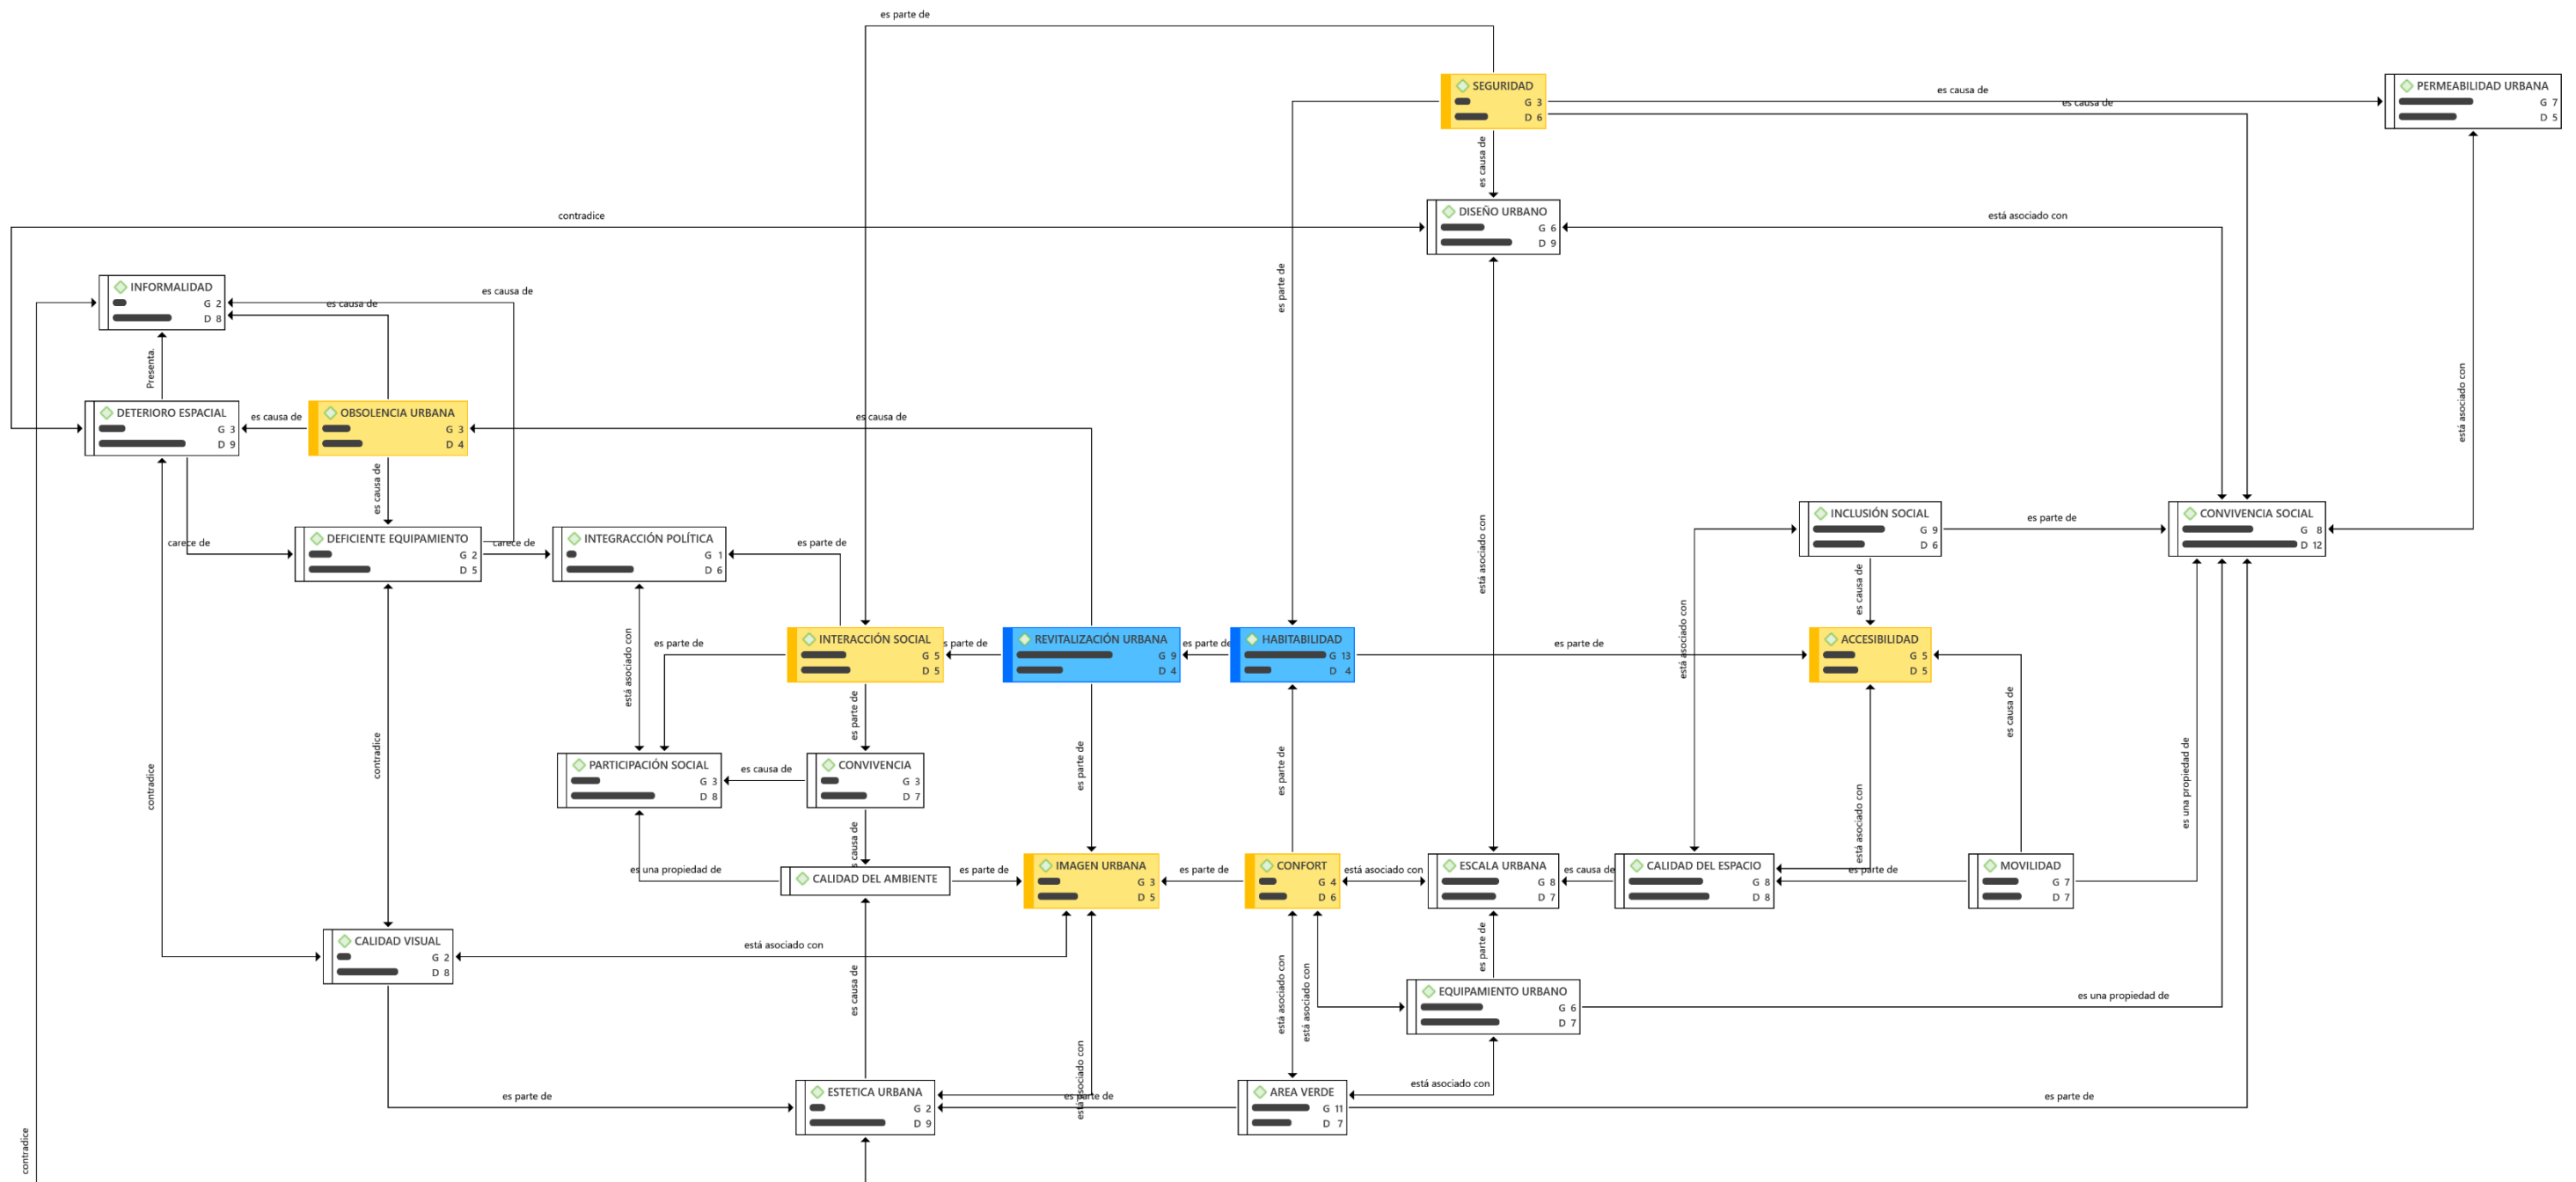 es parte de
SEGURIDAD
G 3
D 6
es causa de
es causa de
PERMEABILIDAD URBANA
G 7
D 5
es causa de
contradice
DISEÑO URBANO
G 6
D 9
está asociado con
es parte de
INFORMALIDAD
G 2
D 8
es causa de
es causa de
Presenta.
DETERIORO ESPACIAL
G 3
D 9
es causa de
OBSOLENCIA URBANA
G 3
D 4
es causa de
está asociado con
es causa de
carece de
DEFICIENTE EQUIPAMIENTO
G 2
D 5
carece de
INTEGRACCIÓN POLÍTICA
G 1
D 6
es parte de
está asociado con
INCLUSIÓN SOCIAL
G 9
D 6
es parte de
CONVIVENCIA SOCIAL
G 8
D 12
es causa de
está asociado con
está asociado con
es parte de
INTERACCIÓN SOCIAL
G 5
D 5
s parte de
REVITALIZACIÓN URBANA
G 9
D 4
es parte de
HABITABILIDAD
G 13
D 4
es parte de
ACCESIBILIDAD
G 5
D 5
es parte de
es causa de
contradice
contradice
PARTICIPACIÓN SOCIAL
G 3
D 8
es causa de
CONVIVENCIA
G 3
D 7
es parte de
es parte de
está asociado con
es una propiedad de
es una propiedad de
es causa de
CALIDAD DEL AMBIENTE
es parte de
IMAGEN URBANA
G 3
D 5
es parte de
CONFORT
G 4
D 6
está asociado con
ESCALA URBANA
G 8
D 7
es causa de
CALIDAD DEL ESPACIO
G 8
D 8
es parte de
MOVILIDAD
G 7
D 7
CALIDAD VISUAL
G 2
D 8
está asociado con
es causa de
está asociado con
está asociado con
es parte de
EQUIPAMIENTO URBANO
G 6
D 7
es una propiedad de
es parte de
ESTETICA URBANA
G 2
D 9
está asociado con
es parte de
AREA VERDE
G 11
D 7
está asociado con
es parte de
contradice